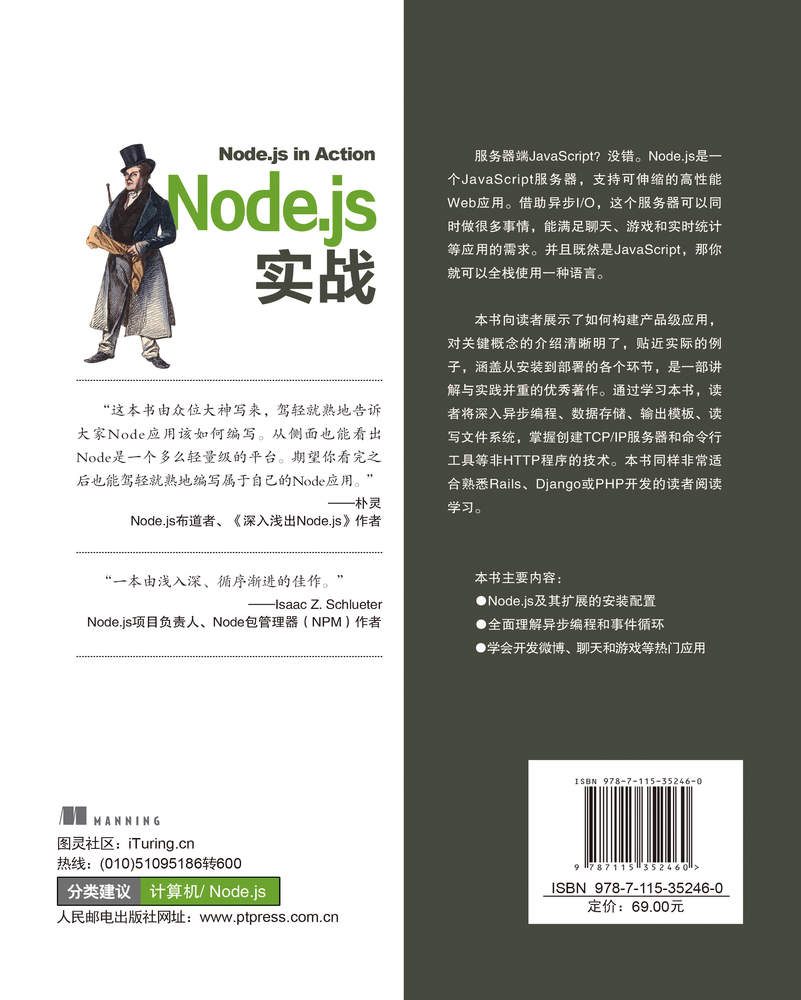 Node.js in Action
Node.js
实战
“这本书由众位大神写来，驾轻就熟地告诉
大家Node应用该如何编写。从侧面也能看出
Node是一个多么轻量级的平台。期望你看完之
后也能驾轻就熟地编写属于自己的Node应用。”
——朴灵
Node.js布道者、《深入浅出Node.js》作者
“一本由浅入深、循序渐进的佳作。”
——Isaac Z. Schlueter
Node.js项目负责人、Node包管理器（NPM）作者
MANNING
图灵社区：iTuring.cn
热线：(010)51095186转600
分类建议 计算机/ Node.js
人民邮电出版社网址：www.ptpress.com.cn
服务器端JavaScript？没错。Node.js是一
个JavaScript服务器，支持可伸缩的高性能
Web应用。借助异步I/O，这个服务器可以同
时做很多事情，能满足聊天、游戏和实时统计
等应用的需求。并且既然是JavaScript，那你
就可以全栈使用一种语言。
本书向读者展示了如何构建产品级应用，
对关键概念的介绍清晰明了，贴近实际的例
子，涵盖从安装到部署的各个环节，是一部讲
解与实践并重的优秀著作。通过学习本书，读
者将深入异步编程、数据存储、输出模板、读
写文件系统，掌握创建TCP/IP服务器和命令行
工具等非HTTP程序的技术。本书同样非常适
合熟悉Rails、Django或PHP开发的读者阅读
学习。
本书主要内容：
●Node.js及其扩展的安装配置
●全面理解异步编程和事件循环
●学会开发微博、聊天和游戏等热门应用
ISBN 978-7-115-35246-0
9 787115 352460>
ISBN 978-7-115-35246-0
定价：69.00元